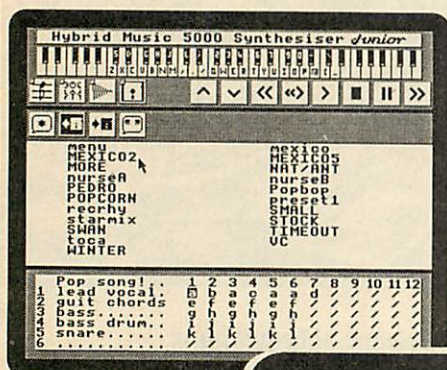 Hybrid Music 5000 Synthesiser Junior
menu mexico
MEXICO2 MEXICO5
MORE NAT/ANT
nurseA nurseB
PEDRO Popbop
POPCORN preset1
recrhy SMALL
starmix STOCK
SWAN TIMEOUT
toca VC
WINTER
Pop song!.. 1 2 3 4 5 6 7 8 9 10 11 12
1 lead vocal. a b a c a a d / / / / /
2 guit chords e f e f e f / / / / / /
3 bass....... g h g h g h / / / / / /
4 bass drum.. i j i j i j / / / / / /
5 snare...... k l k l k l / / / / / /
6 ........... / / / / / / / / / / / /